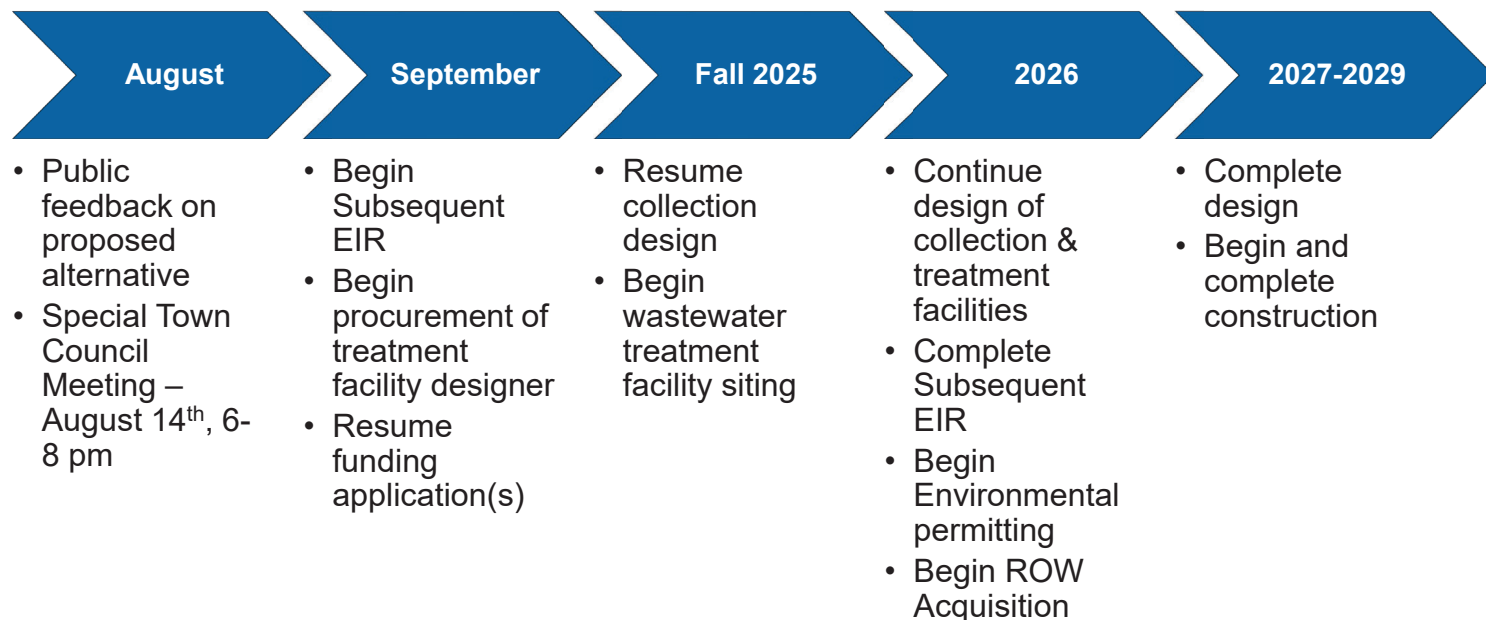 August
September
Fall 2025
2026
2027-2029
• Public
feedback on
proposed
alternative
• Special Town
Council
Meeting –
August 14th, 6-
8 pm
• Begin
Subsequent
EIR
• Begin
procurement of
treatment
facility designer
• Resume
funding
application(s)
• Resume
collection
design
• Begin
wastewater
treatment
facility siting
• Continue
design of
collection &
treatment
facilities
• Complete
Subsequent
EIR
• Begin
Environmental
permitting
• Begin ROW
Acquisition
• Complete
design
• Begin and
complete
construction